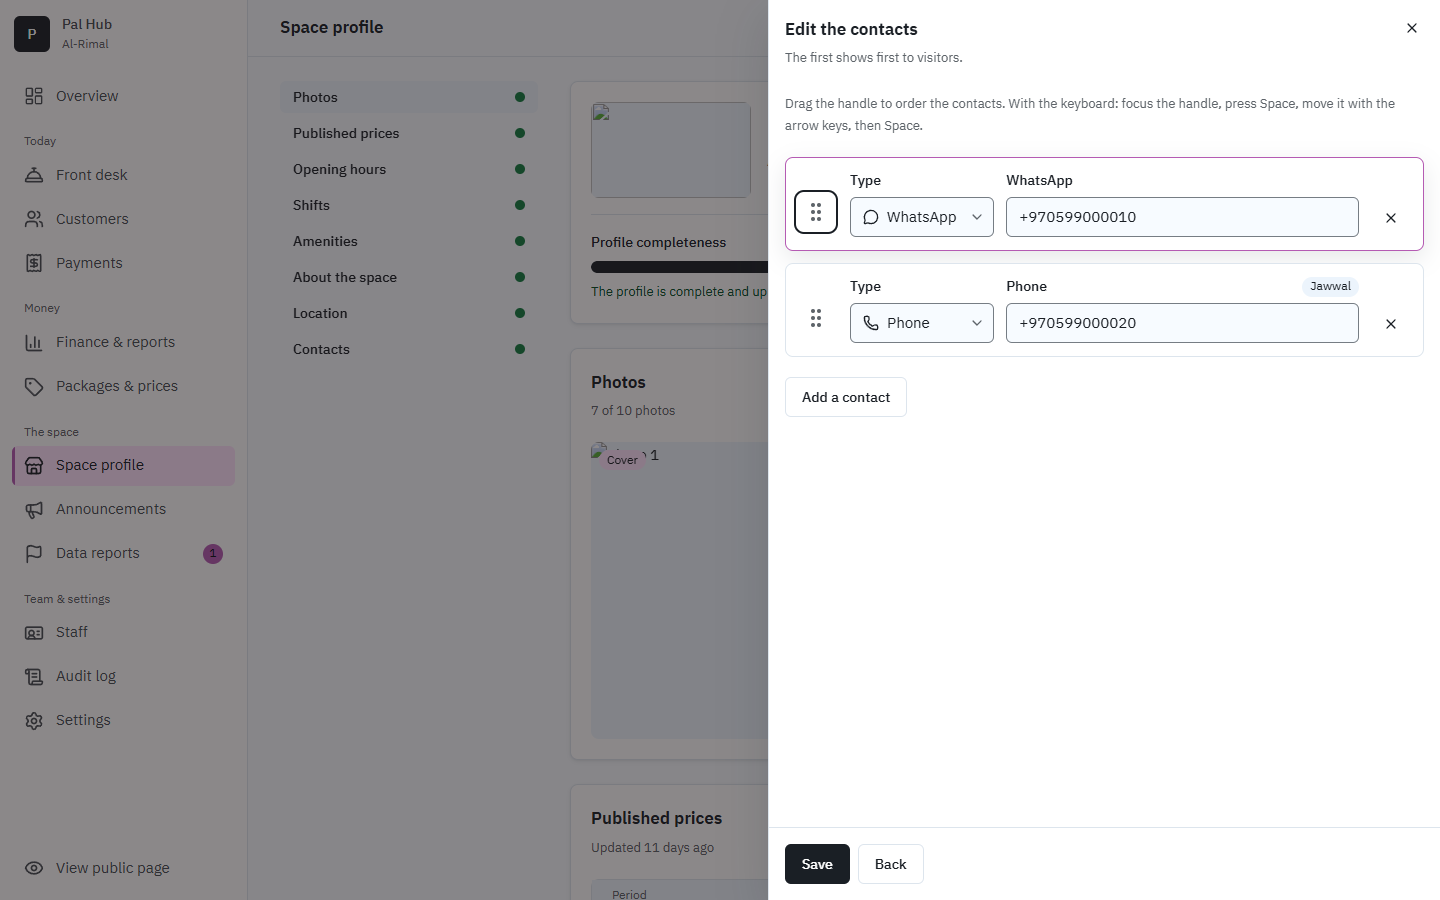 P
Pal Hub
Al-Rimal
Overview
Today
Front desk
Customers
Payments
Money
Finance & reports
Packages & prices
The space
Space profile
Announcements
Data reports
1
Team & settings
Staff
Audit log
Settings
View public page
Space profile
Photos
Published prices
Opening hours
Shifts
Amenities
About the space
Location
Contacts
Profile completeness
The profile is complete and up
Photos
7 of 10 photos
Cover
1
Published prices
Updated 11 days ago
Period
Edit the contacts
The first shows first to visitors.
Drag the handle to order the contacts. With the keyboard: focus the handle, press Space, move it with the
arrow keys, then Space.
Type
WhatsApp
WhatsApp
+970599000010
Type
Phone
Jawwal
Phone
+970599000020
Add a contact
Save
Back